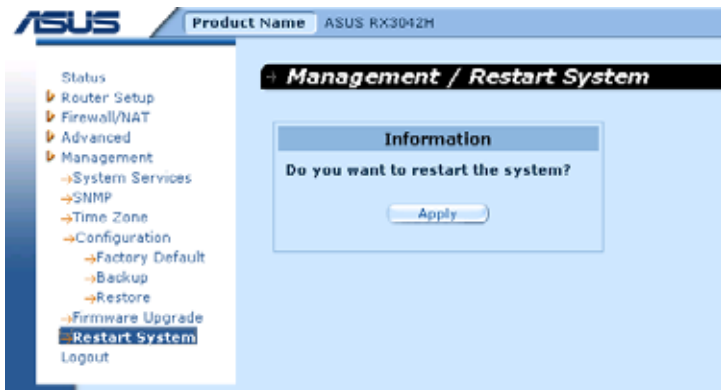 ASUS
Product Name ASUS RX3042H
Status
Router Setup
Firewall/NAT
Advanced
Management
System Services
SNMP
Time Zone
Configuration
Factory Default
Backup
Restore
Firmware Upgrade
Restart System
Logout
Management / Restart System
Information
Do you want to restart the system?
Apply